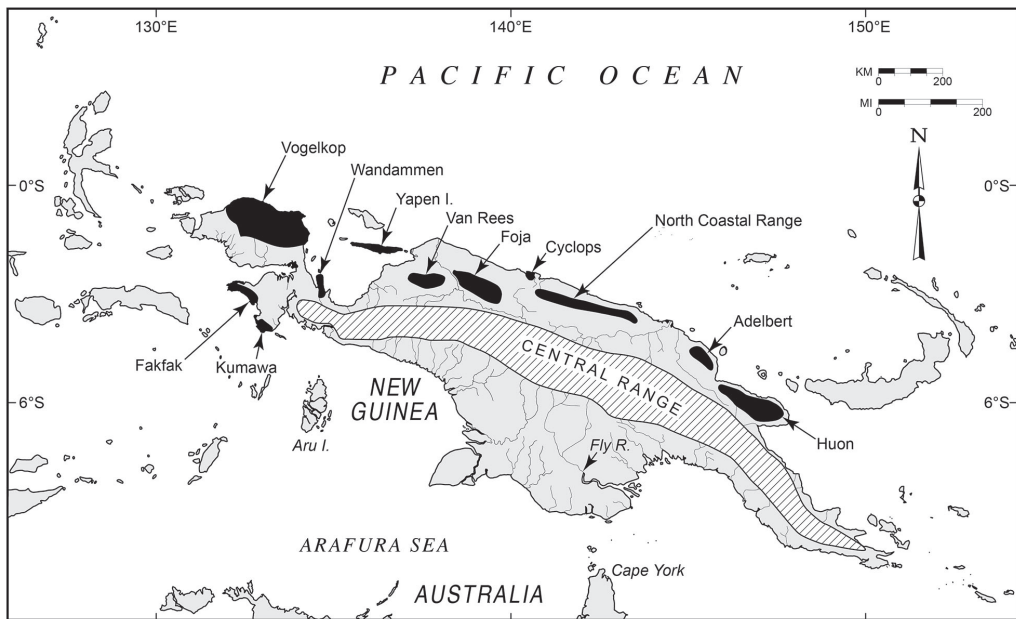 130°E
140°E
150°E
PACIFIC OCEAN
KM
0
200
MI
0
200
N
Vogelkop
Wandammen
0°S
0°S
Yapen I.
Van Rees
Foja
North Coastal Range
Cyclops
Adelbert
CENTRAL RANGE
Fakfak
Kumawa
NEW
GUINEA
6°S
6°S
Aru I.
Fly R.
Huon
ARAFURA SEA
Cape York
AUSTRALIA